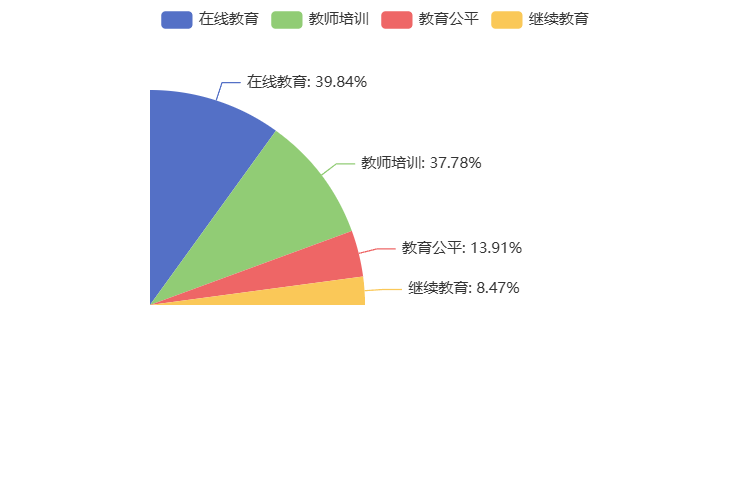 在线教育 教师培训 教育公平 继续教育
在线教育: 39.84%
教师培训: 37.78%
教育公平: 13.91%
继续教育: 8.47%